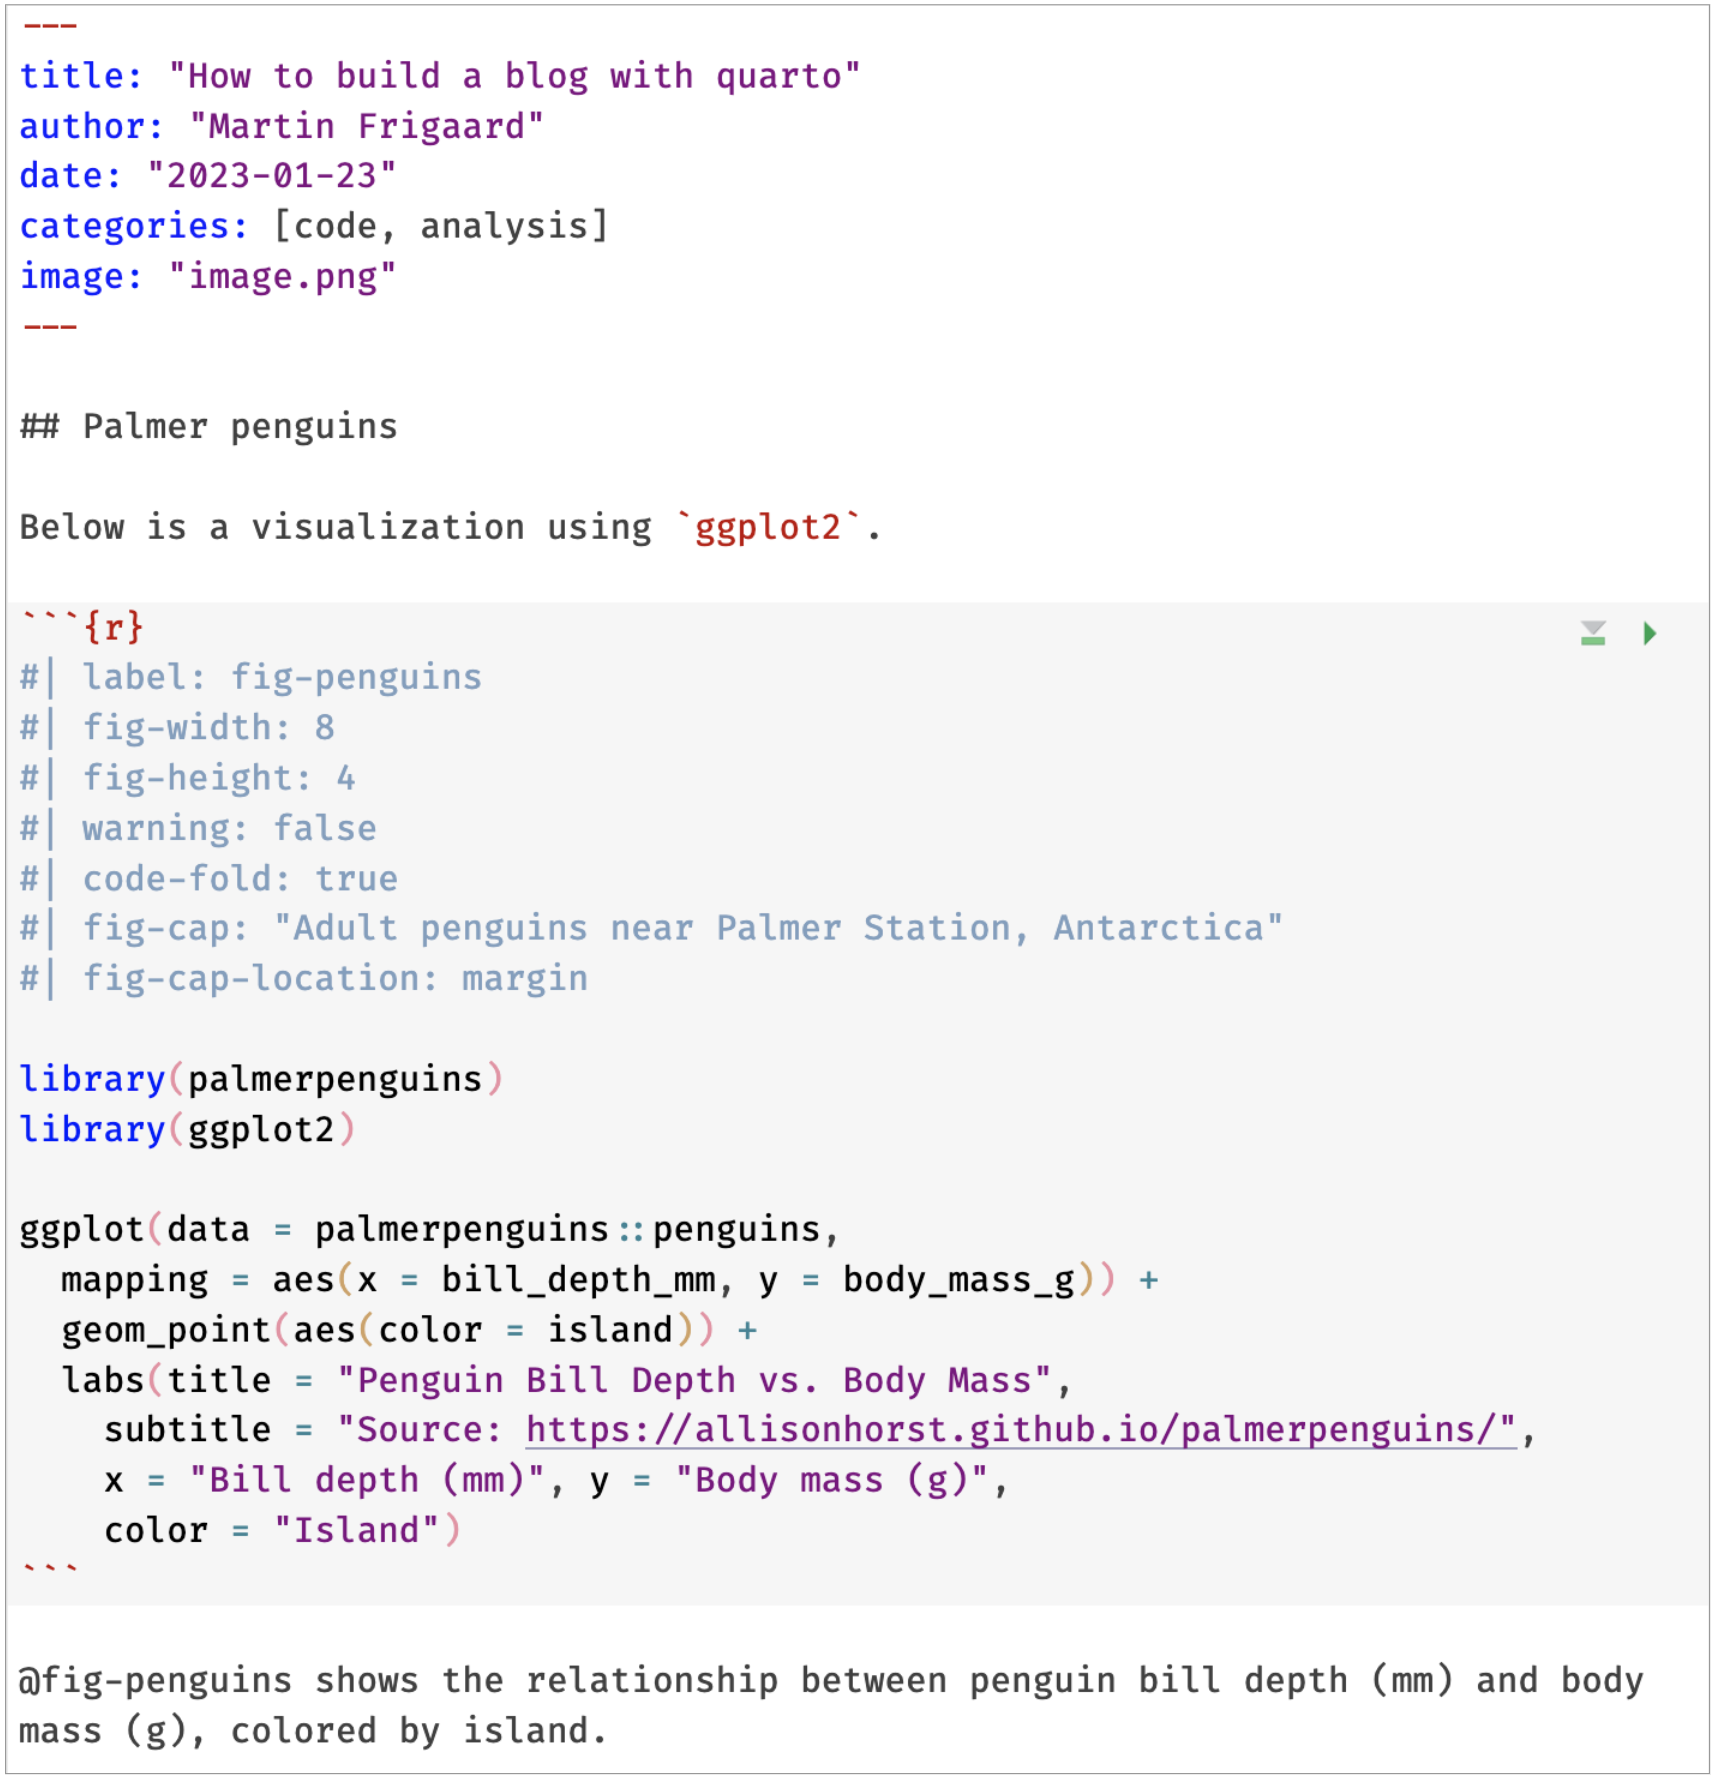 ---
title: "How to build a blog with quarto"
author: "Martin Frigaard"
date: "2023-01-23"
categories: [code, analysis]
image: "image.png"
---
## Palmer penguins
Below is a visualization using `ggplot2`.
```{r}
#| label: fig-penguins
#| fig-width: 8
#| fig-height: 4
#| warning: false
#| code-fold: true
#| fig-cap: "Adult penguins near Palmer Station, Antarctica"
#| fig-cap-location: margin
library(palmerpenguins)
library(ggplot2)
ggplot(data = palmerpenguins::penguins,
  mapping = aes(x = bill_depth_mm, y = body_mass_g)) +
  geom_point(aes(color = island)) +
  labs(title = "Penguin Bill Depth vs. Body Mass",
    subtitle = "Source: https://allisonhorst.github.io/palmerpenguins/",
    x = "Bill depth (mm)", y = "Body mass (g)",
    color = "Island")
```
@fig-penguins shows the relationship between penguin bill depth (mm) and body
mass (g), colored by island.